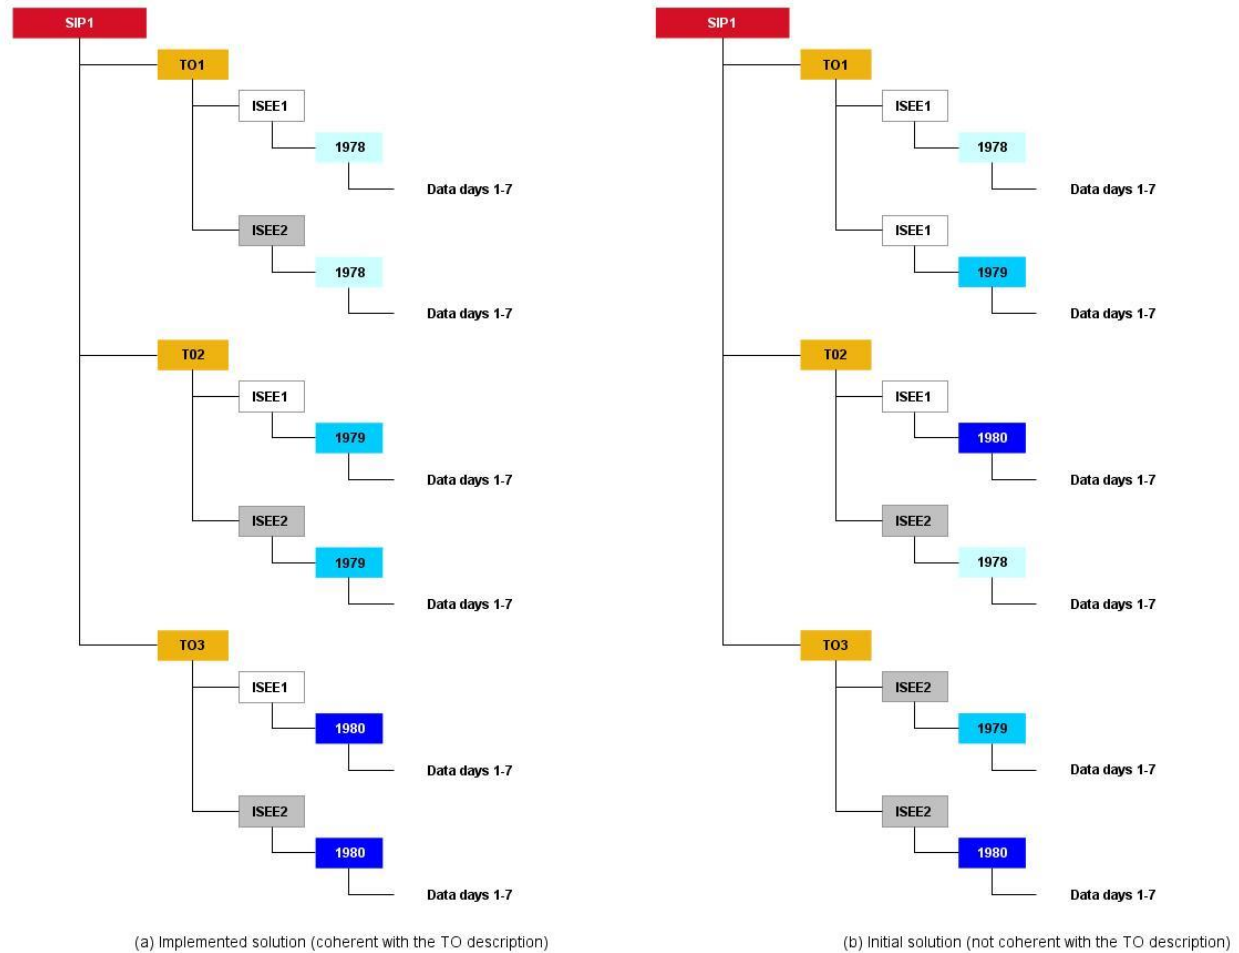 SIP1
TO1
ISEE1
1978
Data days 1-7
ISEE2
1978
Data days 1-7
T02
ISEE1
1979
Data days 1-7
ISEE2
1979
Data days 1-7
TO3
ISEE1
1980
Data days 1-7
ISEE2
1980
Data days 1-7
(a) Implemented solution (coherent with the TO description)
SIP1
TO1
ISEE1
1978
Data days 1-7
ISEE1
1979
Data days 1-7
T02
ISEE1
1980
Data days 1-7
ISEE2
1978
Data days 1-7
TO3
ISEE2
1979
Data days 1-7
ISEE2
1980
Data days 1-7
(b) Initial solution (not coherent with the TO description)